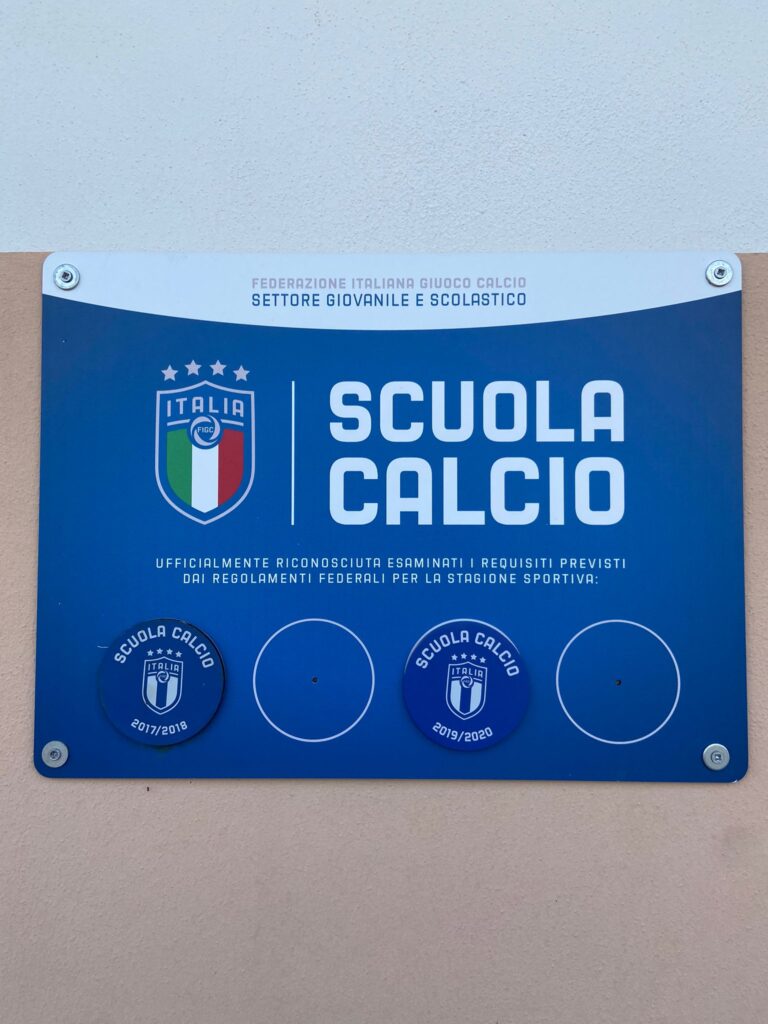 FEDERAZIONE ITALIANA GIUOCO CALCIO
SETTORE GIOVANILE E SCOLASTICO
ITALIA
FIGC
SCUOLA
CALCIO
UFFICIALMENTE RICONOSCIUTA ESAMINATI I REQUISITI PREVISTI
DAI REGOLAMENTI FEDERALI PER LA STAGIONE SPORTIVA:
SCUOLA CALCIO
ITALIA
2017/2018
SCUOLA CALCIO
ITALIA
2019/2020